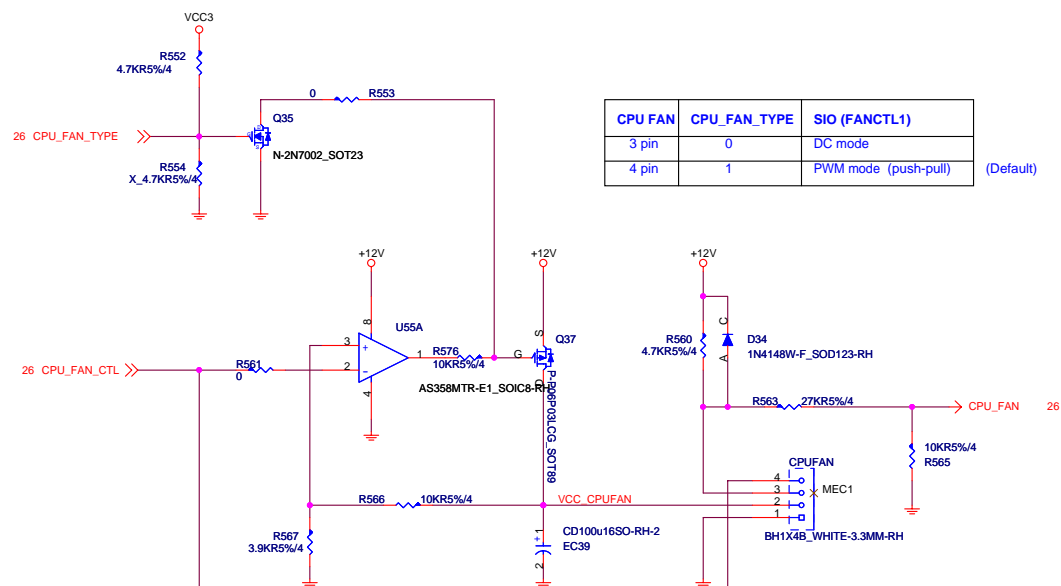 VCC3
R552
4.7KR5%/4
0
R553
Q35
26 CPU_FAN_TYPE
N-2N7002_SOT23
R554
X_4.7KR5%/4
CPU FAN CPU_FAN_TYPE SIO (FANCTL1)
3 pin 0 DC mode
4 pin 1 PWM mode (push-pull) (Default)
+12V
+12V
+12V
8
U55A
3
+
1
2
-
4
R576
10KR5%/4
AS358MTR-E1_SOIC8-RH
R561
0
26 CPU_FAN_CTL
S
Q37
G
D
P-P06P03LCG_SOT89
R560
4.7KR5%/4
C
D34
1N4148W-F_SOD123-RH
A
R563 27KR5%/4
CPU_FAN 26
10KR5%/4
R565
CPUFAN
4
3
2
1
MEC1
BH1X4B_WHITE-3.3MM-RH
R566 10KR5%/4
VCC_CPUFAN
R567
3.9KR5%/4
+
1
CD100u16SO-RH-2
EC39
2